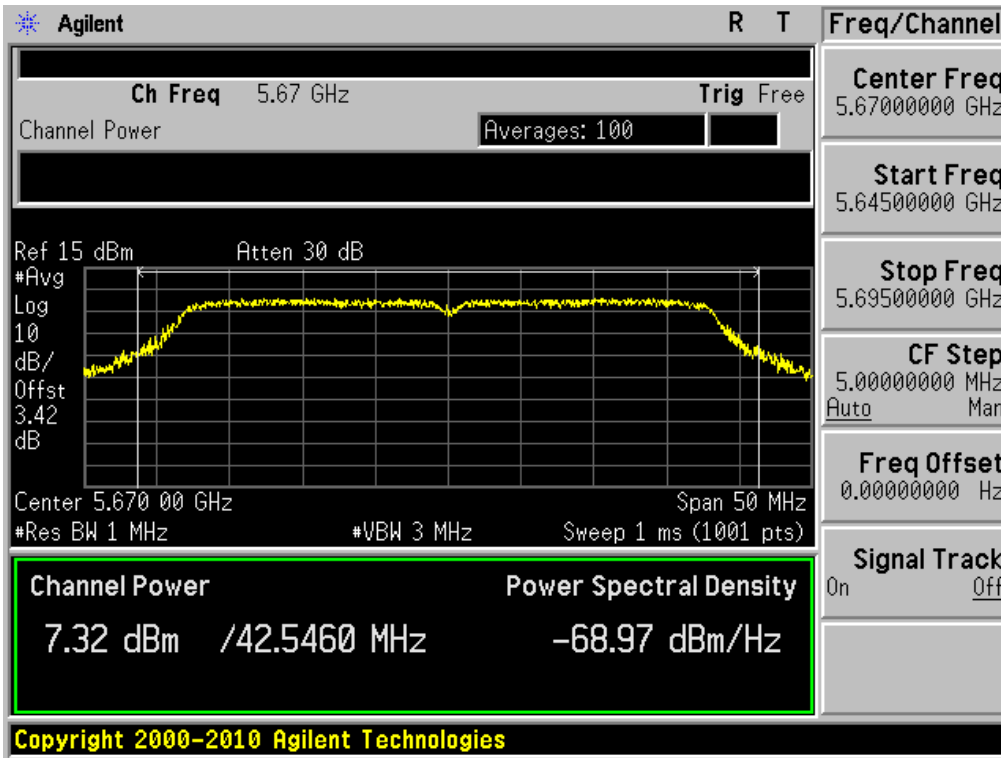 Agilent R T Freq/Channel
Ch Freq 5.67 GHz Trig Free
Channel Power Averages: 100
Ref 15 dBm Atten 30 dB
#Avg
Log
10
dB/
Offst
3.42
dB
Center 5.670 00 GHz Span 50 MHz
#Res BW 1 MHz #VBW 3 MHz Sweep 1 ms (1001 pts)
Channel Power Power Spectral Density
7.32 dBm /42.5460 MHz -68.97 dBm/Hz
Copyright 2000-2010 Agilent Technologies
Center Freq
5.67000000 GHz
Start Freq
5.64500000 GHz
Stop Freq
5.69500000 GHz
CF Step
5.00000000 MHz
Auto Man
Freq Offset
0.00000000 Hz
Signal Track
On Off